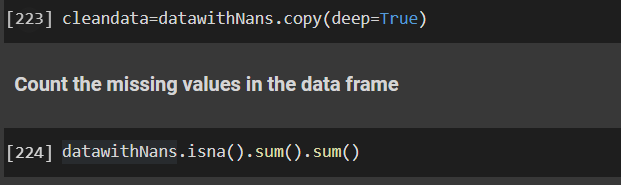 [223] cleandata=datawithNans.copy(deep=True)
Count the missing values in the data frame
[224] datawithNans.isna().sum().sum()